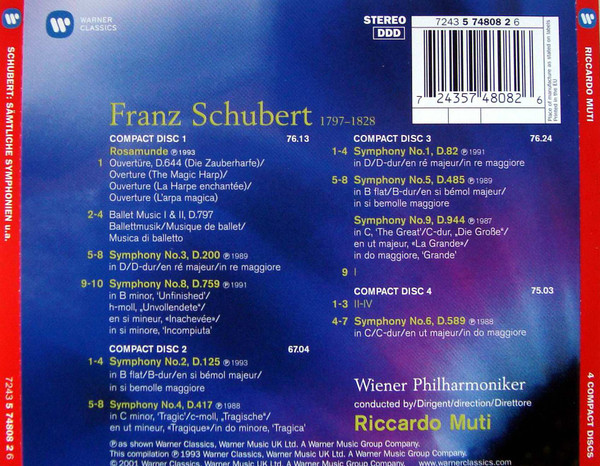 SCHUBERT: SÄMTLICHE SYMPHONIEN u.a.
7243 5 74808 2 6
WARNER
CLASSICS
STEREO
DDD
7243 5 74808 2 6
7 24357 48082 6
Place of manufacture as stated on labels
Printed in the EU
Franz Schubert 1797–1828
COMPACT DISC 1 76.13
Rosamunde ℗1993
1 Ouvertüre, D.644 (Die Zauberharfe)/
Overture (The Magic Harp)/
Ouverture (La Harpe enchantée)/
Ouverture (L'arpa magica)
2-4 Ballet Music I & II, D.797
Ballettmusik/Musique de ballet/
Musica di balletto
5-8 Symphony No.3, D.200 ℗1989
in D/D-dur/en ré majeur/in re maggiore
9-10 Symphony No.8, D.759 ℗1991
in B minor, 'Unfinished'/
h-moll, „Unvollendete"/
en si mineur, «Inachevée»/
in si minore, 'Incompiuta'
COMPACT DISC 2 67.04
1-4 Symphony No.2, D.125 ℗1993
in B flat/B-dur/en si bémol majeur/
in si bemolle maggiore
5-8 Symphony No.4, D.417 ℗1988
in C minor, 'Tragic'/c-moll, „Tragische"/
en ut mineur, «Tragique»/in do minore, 'Tragica'
COMPACT DISC 3 76.24
1-4 Symphony No.1, D.82 ℗1991
in D/D-dur/en ré majeur/in re maggiore
5-8 Symphony No.5, D.485 ℗1989
in B flat/B-dur/en si bémol majeur/
in si bemolle maggiore
Symphony No.9, D.944 ℗1987
in C, 'The Great'/C-dur, „Die Große"/
en ut majeur, «La Grande»/
in do maggiore, 'Grande'
9 I
COMPACT DISC 4 75.03
1-3 II-IV
4-7 Symphony No.6, D.589 ℗1988
in C/C-dur/en ut majeur/in do maggiore
Wiener Philharmoniker
conducted by/Dirigent/direction/Direttore
Riccardo Muti
℗ as shown Warner Classics, Warner Music UK Ltd. A Warner Music Group Company.
This compilation ℗ 1993 Warner Classics, Warner Music UK Ltd. A Warner Music Group Company.
© 2001 Warner Classics, Warner Music UK Ltd. A Warner Music Group Company.
www.warnerclassics.com
RICCARDO MUTI
4 COMPACT DISCS